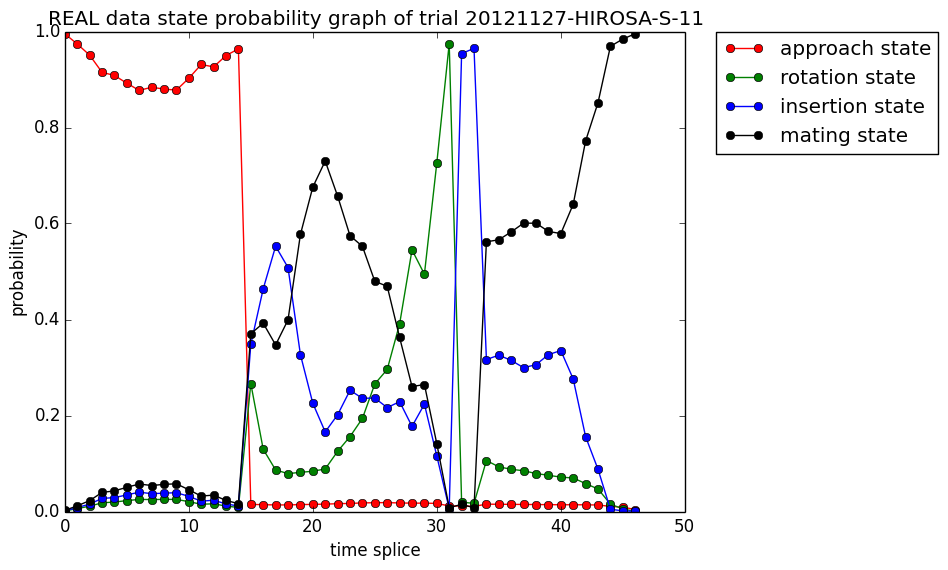 REAL data state probability graph of trial 20121127-HIROSA-S-11
1.0
0.8
0.6
0.4
0.2
0.0
probability
0 10 20 30 40 50
time splice
approach state
rotation state
insertion state
mating state